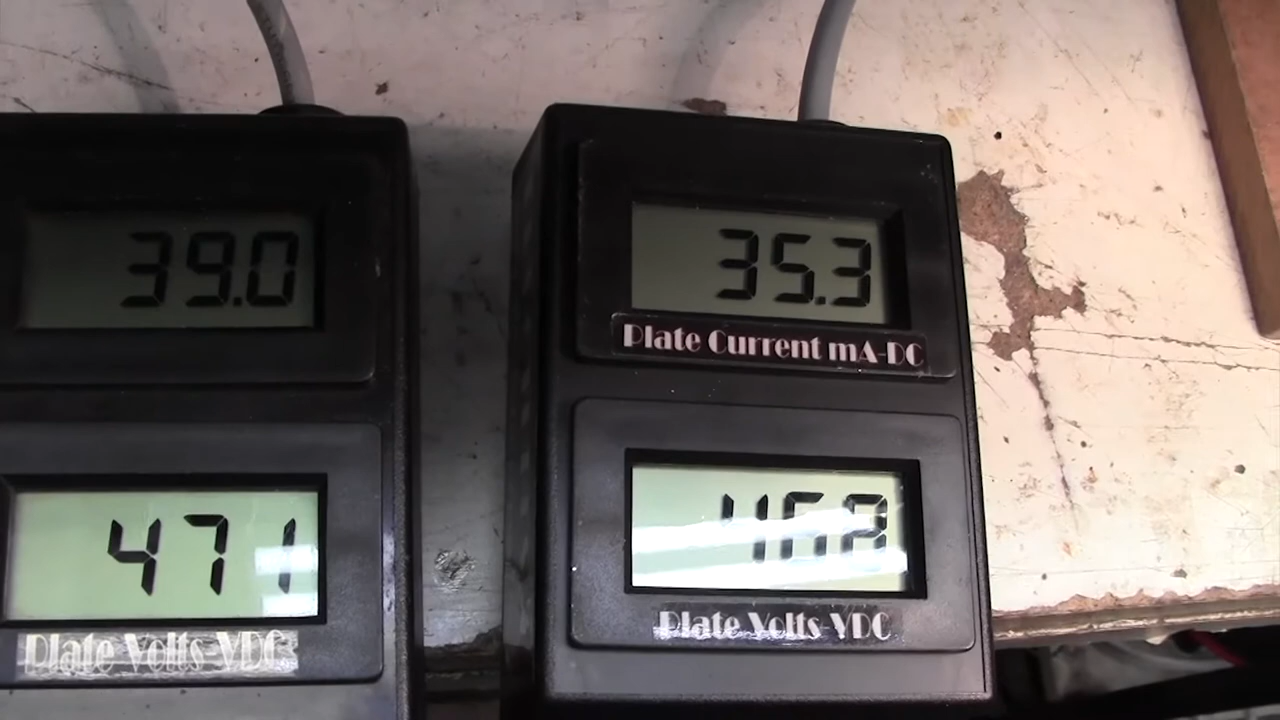 39.0
471
Plate Volts-VDC
35.3
Plate Current mA-DC
Plate Volts-VDC